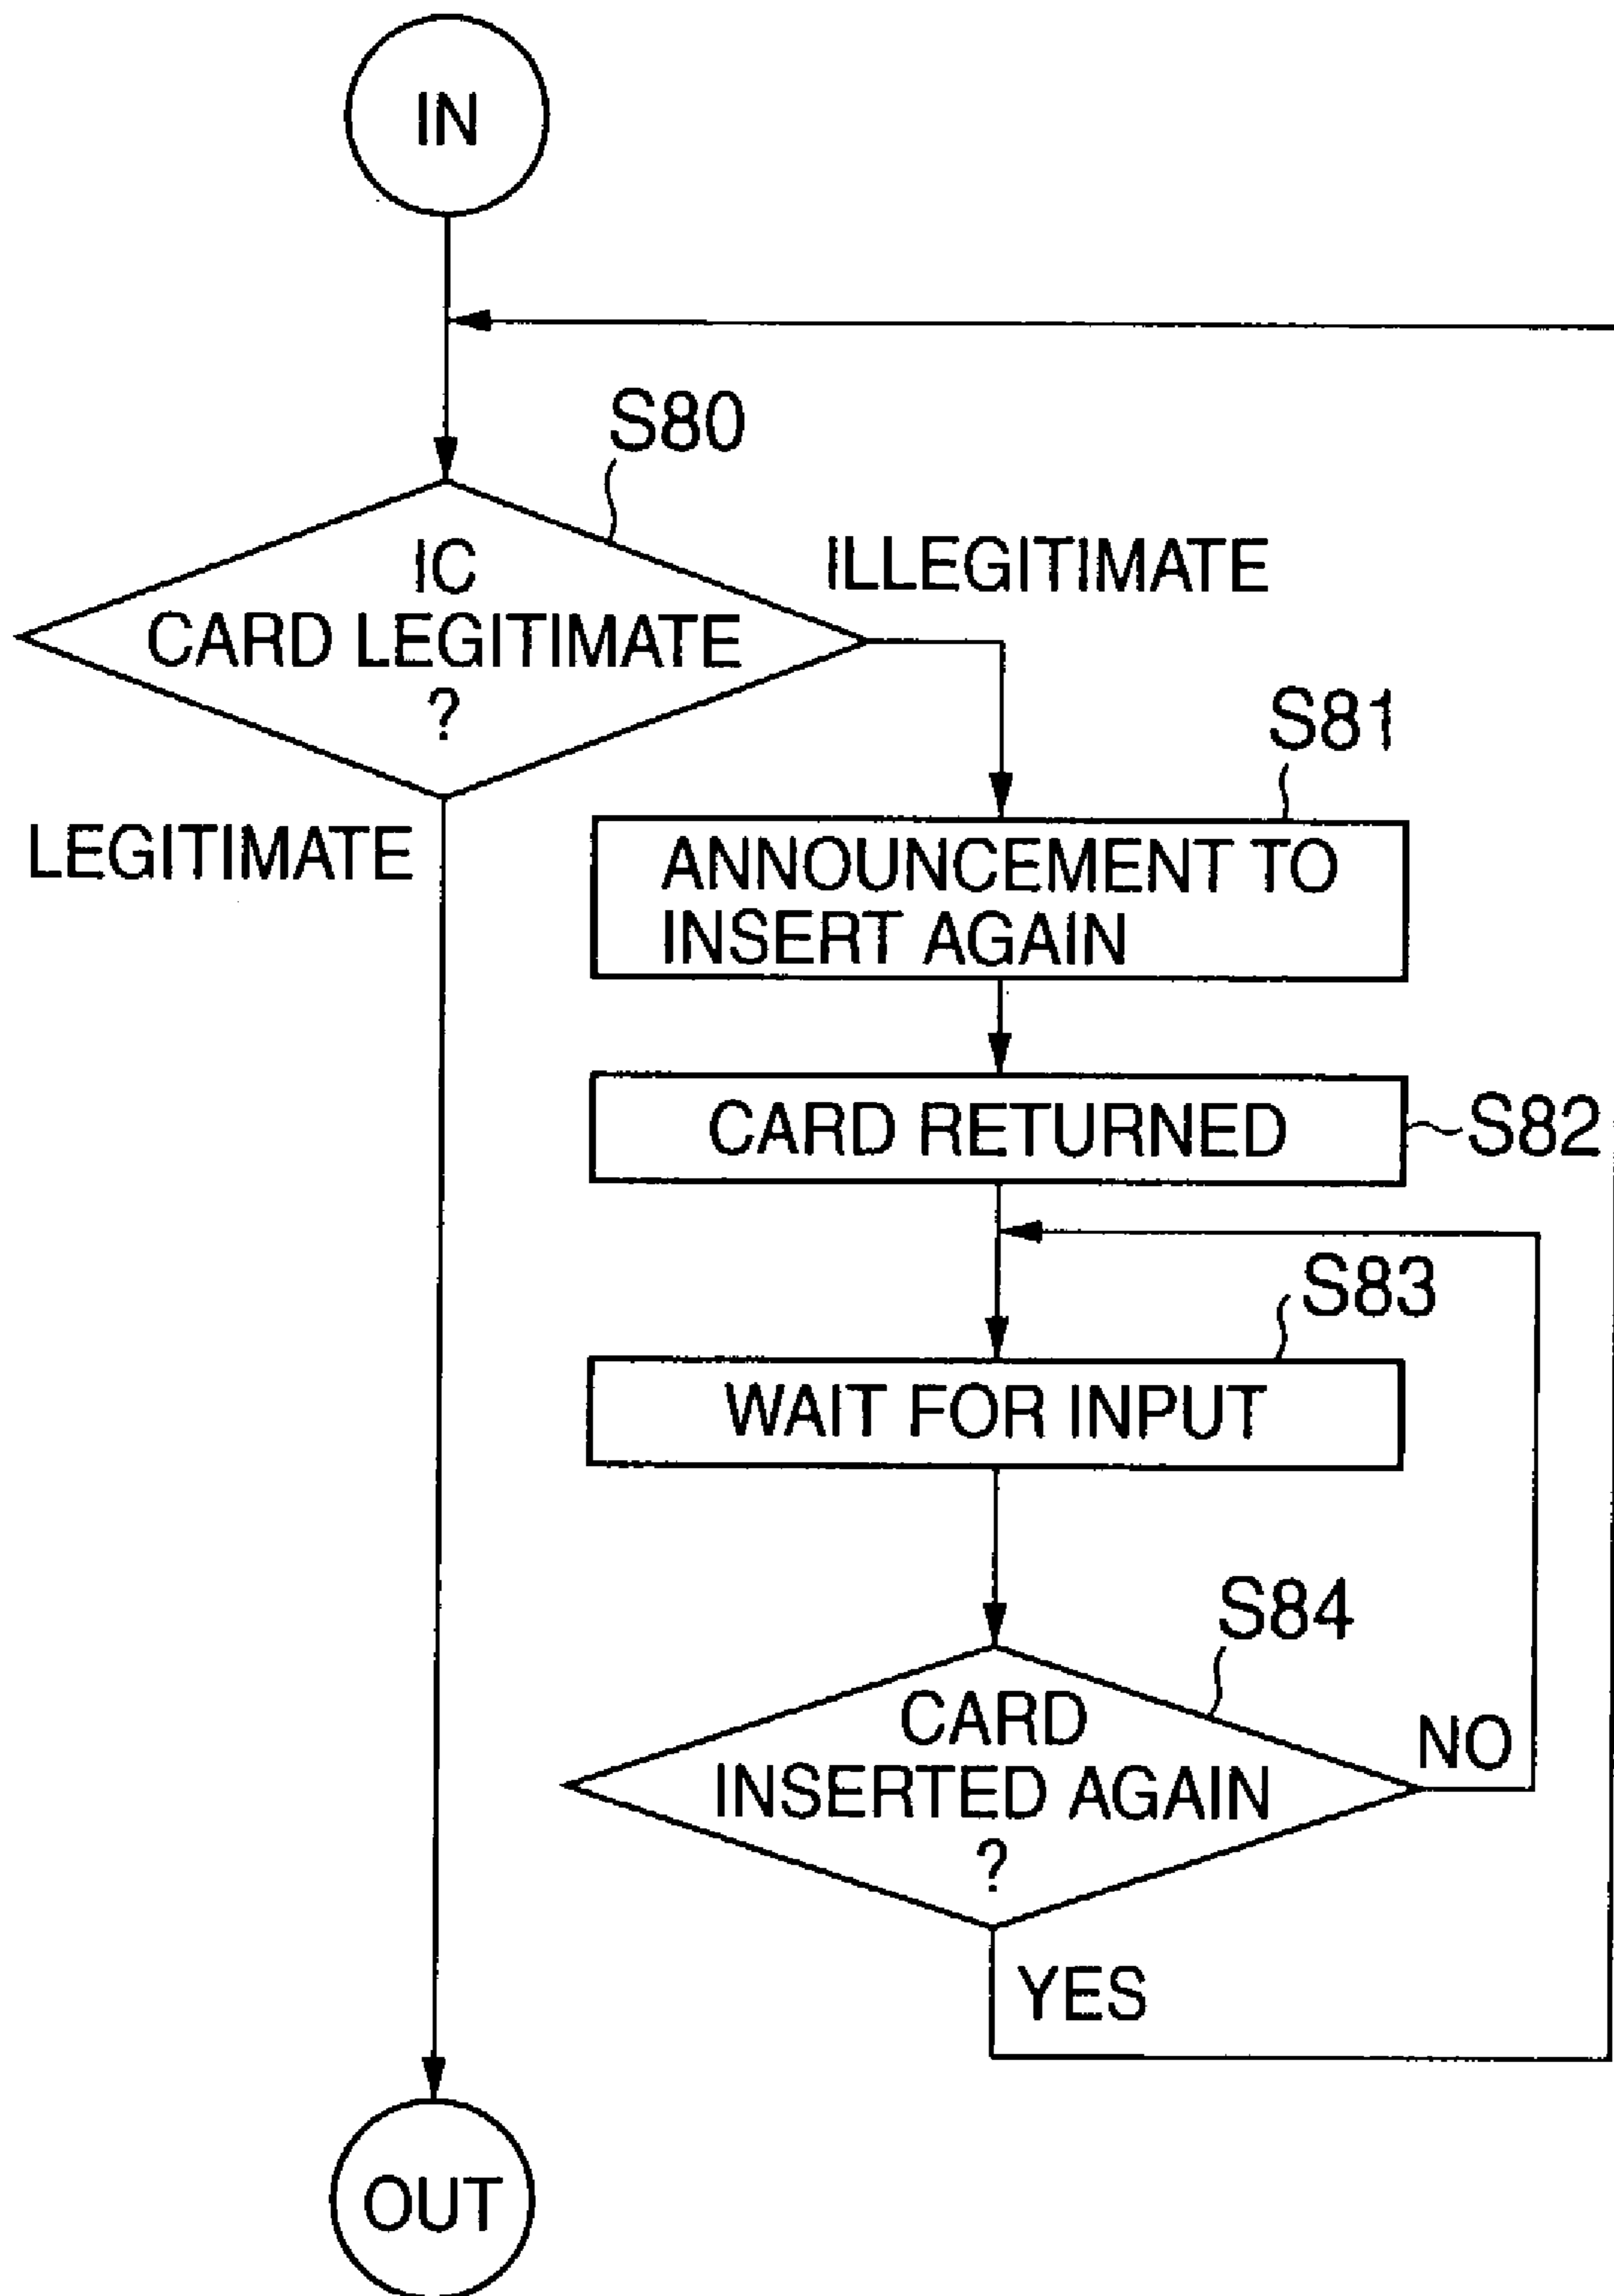 IN
S80
IC
CARD LEGITIMATE
?
ILLEGITIMATE
LEGITIMATE
S81
ANNOUNCEMENT TO
INSERT AGAIN
CARD RETURNED
S82
S83
WAIT FOR INPUT
S84
CARD
INSERTED AGAIN
?
NO
YES
OUT